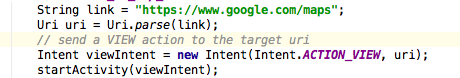 String link = "https://www.google.com/maps";
Uri uri = Uri.parse(link);
// send a VIEW action to the target uri
Intent viewIntent = new Intent(Intent.ACTION_VIEW, uri);
startActivity(viewIntent);